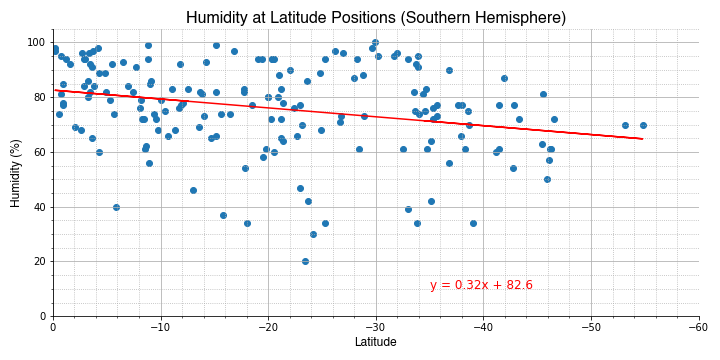 Humidity at Latitude Positions (Southern Hemisphere)
Humidity (%)
100
80
60
40
20
0
y = 0.32x + 82.6
0 −10 −20 −30 −40 −50 −60
Latitude